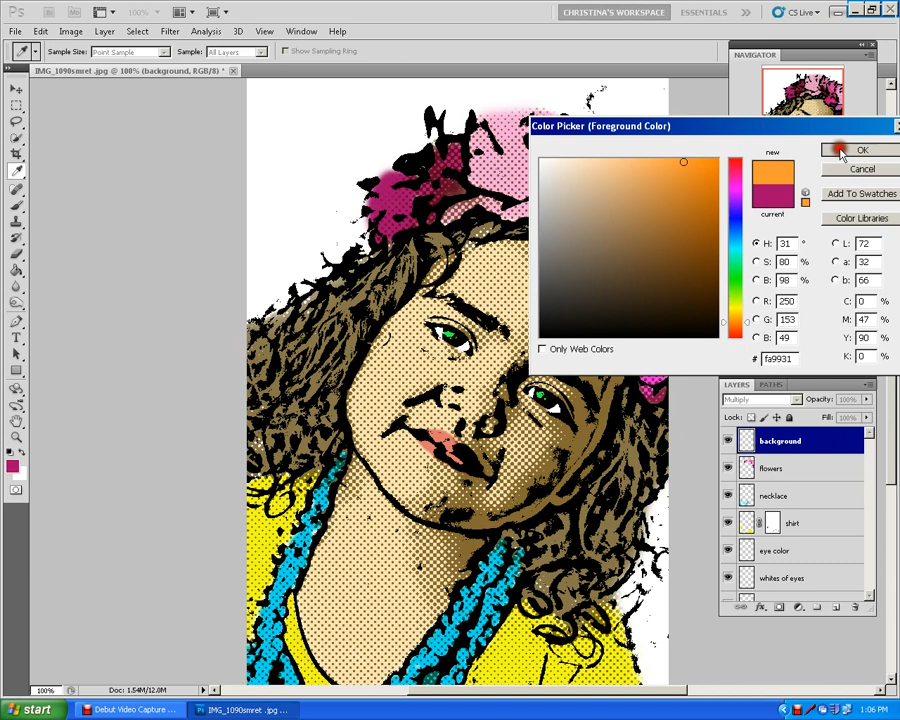 Ps 100% CHRISTINA'S WORKSPACE ESSENTIALS CS Live
File Edit Image Layer Select Filter Analysis 3D View Window Help
Sample Size: Point Sample Sample: All Layers Show Sampling Ring
IMG_1090smret .jpg @ 100% (background, RGB/8) *
NAVIGATOR
Color Picker (Foreground Color)
new
OK
Cancel
Add To Swatches
current
Color Libraries
H: 31 ° L: 72
S: 80 % a: 32
B: 98 % b: 66
R: 250 C: 0 %
G: 153 M: 47 %
B: 49 Y: 90 %
# fa9931 K: 0 %
Only Web Colors
LAYERS PATHS
Multiply Opacity: 100%
Lock: Fill: 100%
background
flowers
necklace
shirt
eye color
whites of eyes
fx
T
100% Doc: 1.54M/12.0M
start Debut Video Capture ... IMG_1090smret .jpg ... 1:06 PM